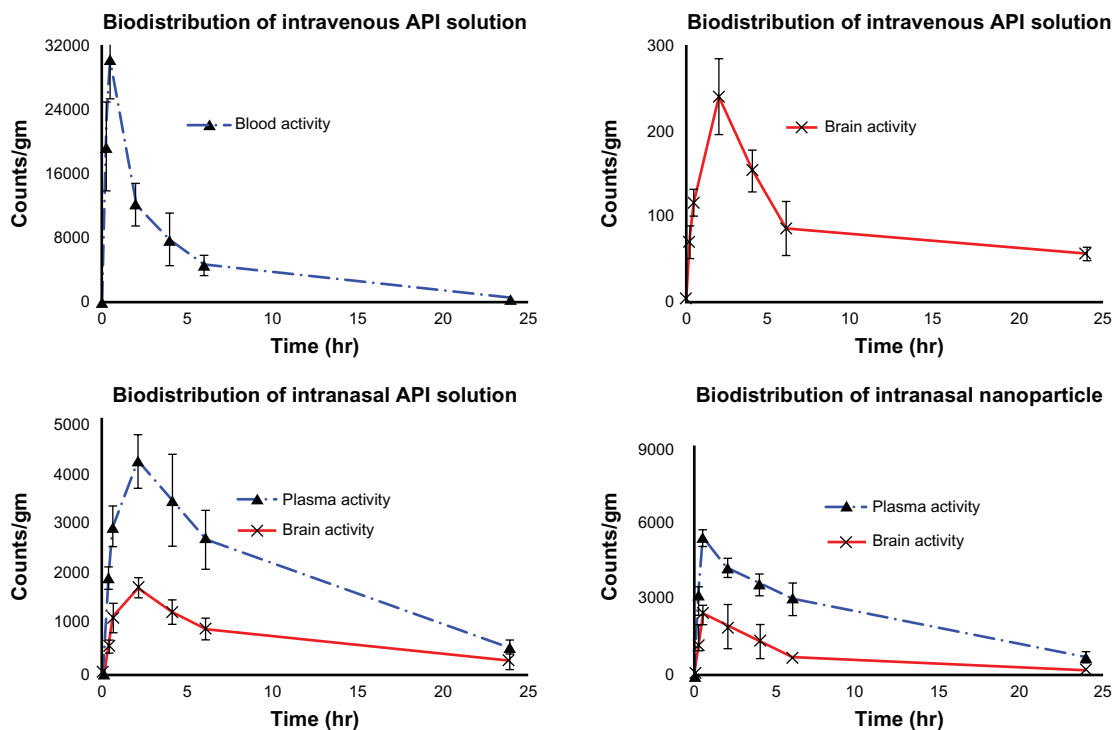 Biodistribution of intravenous API solution
32000
24000
16000
8000
0
Counts/gm
Blood activity
0 5 10 15 20 25
Time (hr)
Biodistribution of intravenous API solution
300
200
100
0
Counts/gm
Brain activity
0 5 10 15 20 25
Time (hr)
Biodistribution of intranasal API solution
5000
4000
3000
2000
1000
0
Counts/gm
Plasma activity
Brain activity
0 5 10 15 20 25
Time (hr)
Biodistribution of intranasal nanoparticle
9000
6000
3000
0
Counts/gm
Plasma activity
Brain activity
0 5 10 15 20 25
Time (hr)